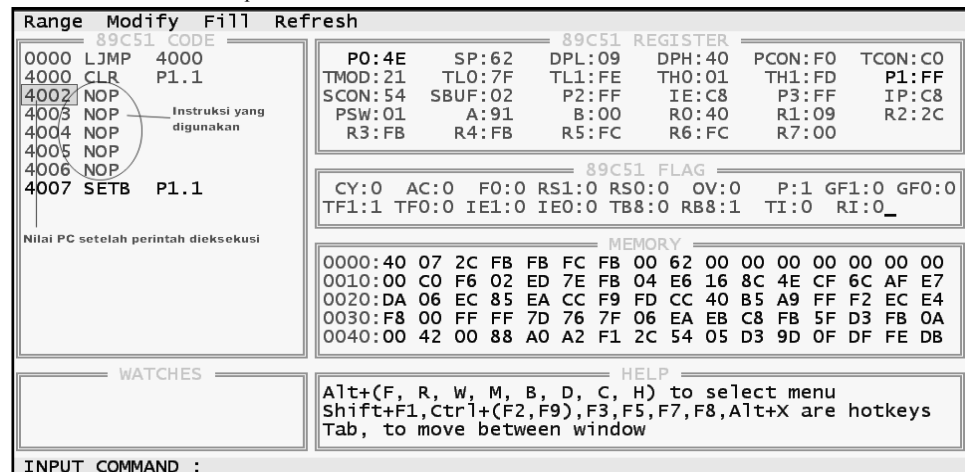 Range Modify Fill Refresh
89C51 CODE
0000 LJMP 4000
4000 CLR P1.1
4002 NOP
4003 NOP
4004 NOP
4005 NOP
4006 NOP
4007 SETB P1.1
Instruksi yang
digunakan
Nilai PC setelah perintah dieksekusi
89C51 REGISTER
P0:4E SP:62 DPL:09 DPH:40 PCON:F0 TCON:C0
TMOD:21 TL0:7F TL1:FE TH0:01 TH1:FD P1:FF
SCON:54 SBUF:02 P2:FF IE:C8 P3:FF IP:C8
PSW:01 A:91 B:00 R0:40 R1:09 R2:2C
R3:FB R4:FB R5:FC R6:FC R7:00
89C51 FLAG
CY:0 AC:0 F0:0 RS1:0 RS0:0 OV:0 P:1 GF1:0 GF0:0
TF1:1 TF0:0 IE1:0 IE0:0 TB8:0 RB8:1 TI:0 RI:0_
MEMORY
0000:40 07 2C FB FB FC FB 00 62 00 00 00 00 00 00 00
0010:00 C0 F6 02 ED 7E FB 04 E6 16 8C 4E CF 6C AF E7
0020:DA 06 EC 85 EA CC F9 FD CC 40 B5 A9 FF F2 EC E4
0030:F8 00 FF FF 7D 76 7F 06 EA EB C8 FB 5F D3 FB 0A
0040:00 42 00 88 A0 A2 F1 2C 54 05 D3 9D 0F DF FE DB
WATCHES
HELP
Alt+(F, R, W, M, B, D, C, H) to select menu
Shift+F1,Ctrl+(F2,F9),F3,F5,F7,F8,Alt+X are hotkeys
Tab, to move between window
INPUT COMMAND :